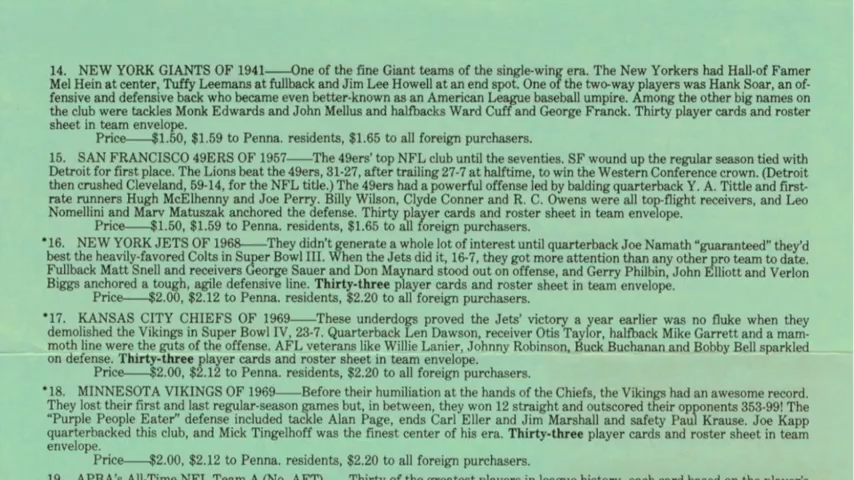 14. NEW YORK GIANTS OF 1941——One of the fine Giant teams of the single-wing era. The New Yorkers had Hall-of Famer
Mel Hein at center, Tuffy Leemans at fullback and Jim Lee Howell at an end spot. One of the two-way players was Hank Soar, an of-
fensive and defensive back who became even better-known as an American League baseball umpire. Among the other big names on
the club were tackles Monk Edwards and John Mellus and halfbacks Ward Cuff and George Franck. Thirty player cards and roster
sheet in team envelope.
Price——$1.50, $1.59 to Penna. residents, $1.65 to all foreign purchasers.
15. SAN FRANCISCO 49ERS OF 1957——The 49ers' top NFL club until the seventies. SF wound up the regular season tied with
Detroit for first place. The Lions beat the 49ers, 31-27, after trailing 27-7 at halftime, to win the Western Conference crown. (Detroit
then crushed Cleveland, 59-14, for the NFL title.) The 49ers had a powerful offense led by balding quarterback Y. A. Tittle and first-
rate runners Hugh McElhenny and Joe Perry. Billy Wilson, Clyde Conner and R. C. Owens were all top-flight receivers, and Leo
Nomellini and Marv Matuszak anchored the defense. Thirty player cards and roster sheet in team envelope.
Price——$1.50, $1.59 to Penna. residents, $1.65 to all foreign purchasers.
*16. NEW YORK JETS OF 1968——They didn't generate a whole lot of interest until quarterback Joe Namath "guaranteed" they'd
best the heavily-favored Colts in Super Bowl III. When the Jets did it, 16-7, they got more attention than any other pro team to date.
Fullback Matt Snell and receivers George Sauer and Don Maynard stood out on offense, and Gerry Philbin, John Elliott and Verlon
Biggs anchored a tough, agile defensive line. Thirty-three player cards and roster sheet in team envelope.
Price——$2.00, $2.12 to Penna. residents, $2.20 to all foreign purchasers.
*17. KANSAS CITY CHIEFS OF 1969——These underdogs proved the Jets' victory a year earlier was no fluke when they
demolished the Vikings in Super Bowl IV, 23-7. Quarterback Len Dawson, receiver Otis Taylor, halfback Mike Garrett and a mam-
moth line were the guts of the offense. AFL veterans like Willie Lanier, Johnny Robinson, Buck Buchanan and Bobby Bell sparkled
on defense. Thirty-three player cards and roster sheet in team envelope.
Price——$2.00, $2.12 to Penna. residents, $2.20 to all foreign purchasers.
*18. MINNESOTA VIKINGS OF 1969——Before their humiliation at the hands of the Chiefs, the Vikings had an awesome record.
They lost their first and last regular-season games but, in between, they won 12 straight and outscored their opponents 353-99! The
"Purple People Eater" defense included tackle Alan Page, ends Carl Eller and Jim Marshall and safety Paul Krause. Joe Kapp
quarterbacked this club, and Mick Tingelhoff was the finest center of his era. Thirty-three player cards and roster sheet in team
envelope.
Price——$2.00, $2.12 to Penna. residents, $2.20 to all foreign purchasers.
19. APRA's All-Time NFL Team A (No. AFT)——Thirty of the greatest players in league history, each card based on the player's